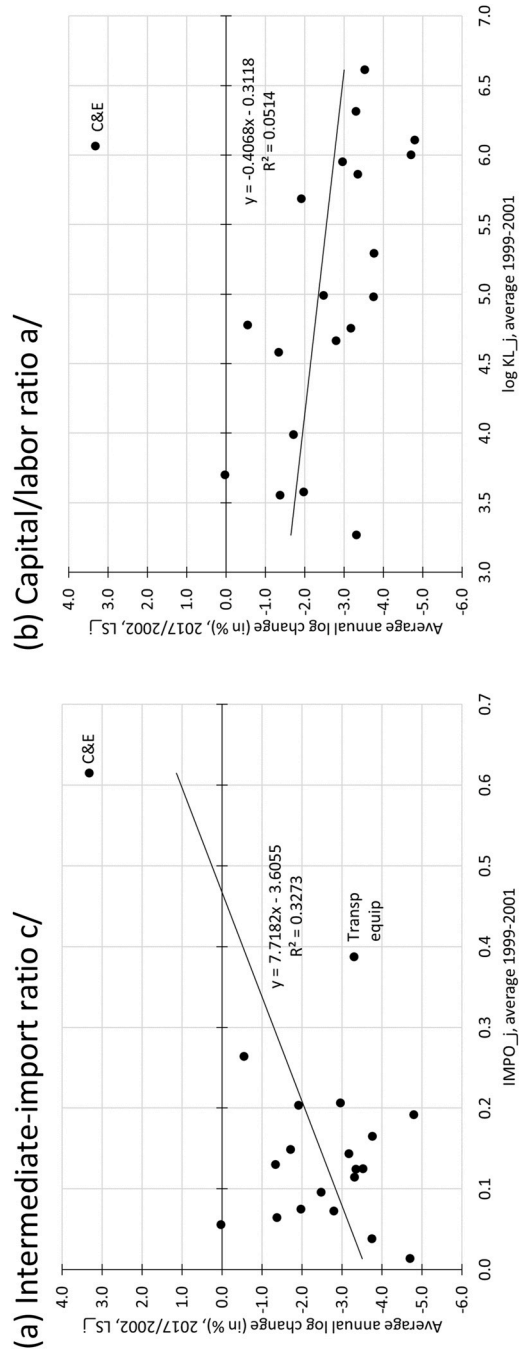 (a) Intermediate-import ratio c/
4.0
3.0
2.0
1.0
0.0
-1.0
-2.0
-3.0
-4.0
-5.0
-6.0
Average annual log change (in %), 2017/2002, LS_j
C&E
y = 7.7182x - 3.6055
R² = 0.3273
Transp
equip
0.0 0.1 0.2 0.3 0.4 0.5 0.6 0.7
IMPO_j, average 1999-2001
(b) Capital/labor ratio a/
4.0
3.0
2.0
1.0
0.0
-1.0
-2.0
-3.0
-4.0
-5.0
-6.0
Average annual log change (in %), 2017/2002, LS_j
C&E
y = -0.4068x - 0.3118
R² = 0.0514
3.0 3.5 4.0 4.5 5.0 5.5 6.0 6.5 7.0
log KL_j, average 1999-2001